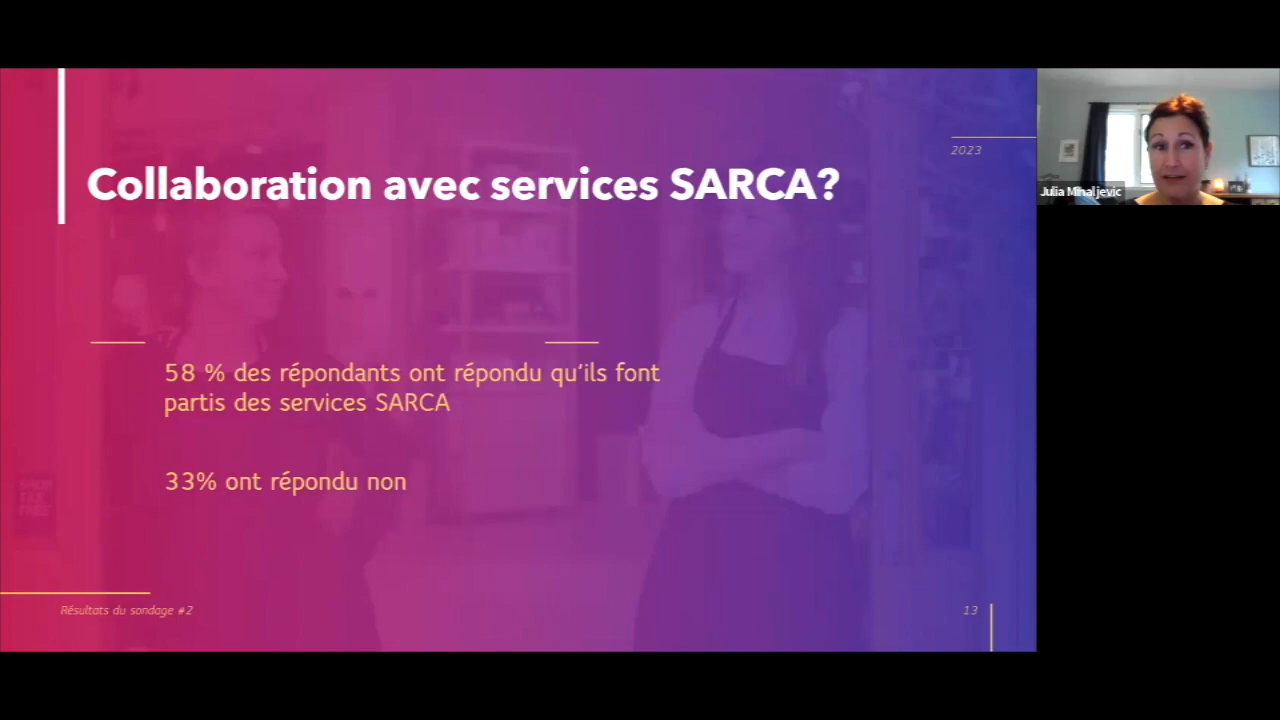 2023
Collaboration avec services SARCA?
Julia Mihaljevic
58 % des répondants ont répondu qu'ils font
partis des services SARCA
33% ont répondu non
Résultats du sondage #2
13